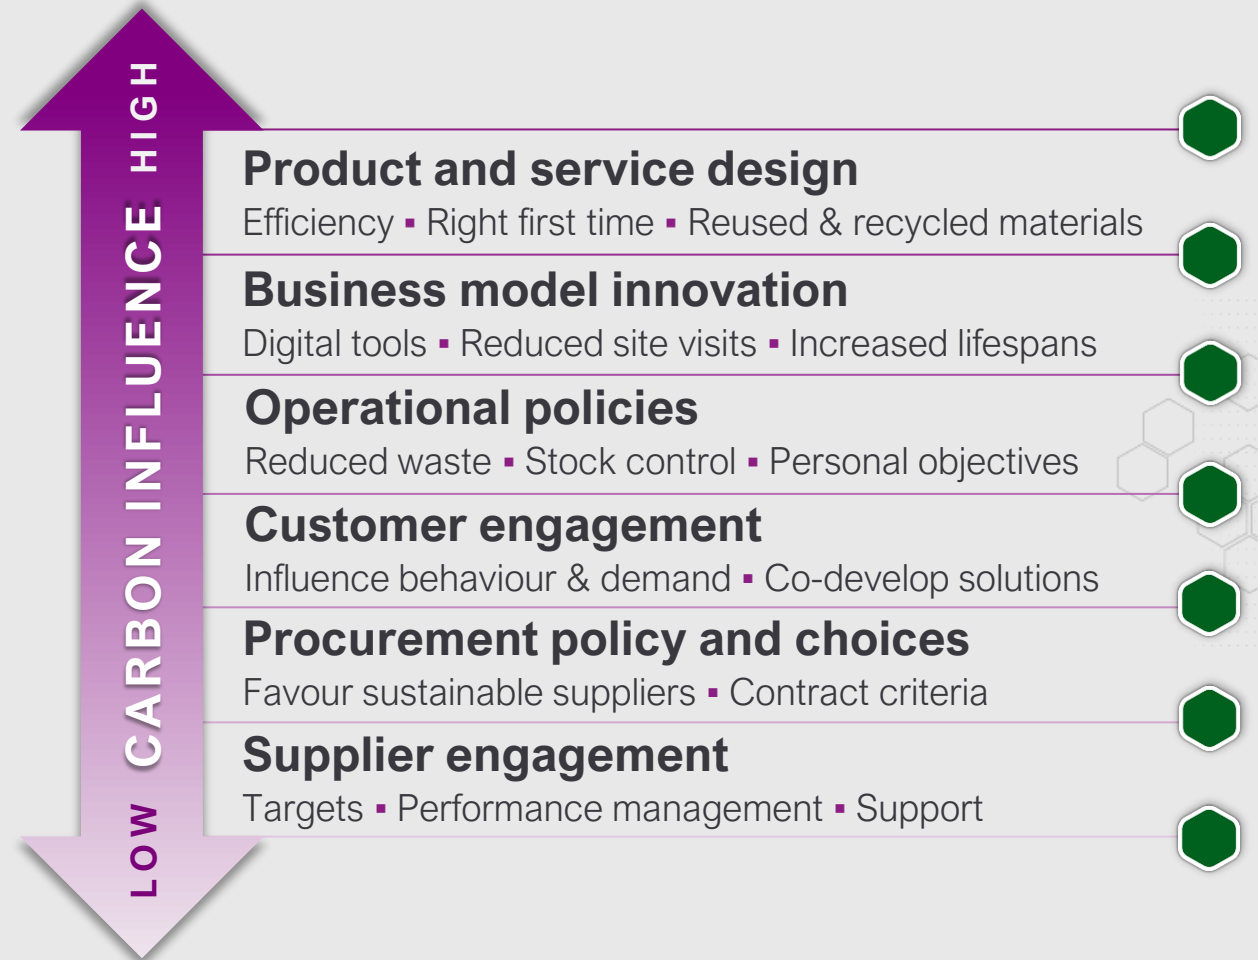 HIGH
CARBON INFLUENCE
LOW
Product and service design
Efficiency ▪ Right first time ▪ Reused & recycled materials
Business model innovation
Digital tools ▪ Reduced site visits ▪ Increased lifespans
Operational policies
Reduced waste ▪ Stock control ▪ Personal objectives
Customer engagement
Influence behaviour & demand ▪ Co-develop solutions
Procurement policy and choices
Favour sustainable suppliers ▪ Contract criteria
Supplier engagement
Targets ▪ Performance management ▪ Support